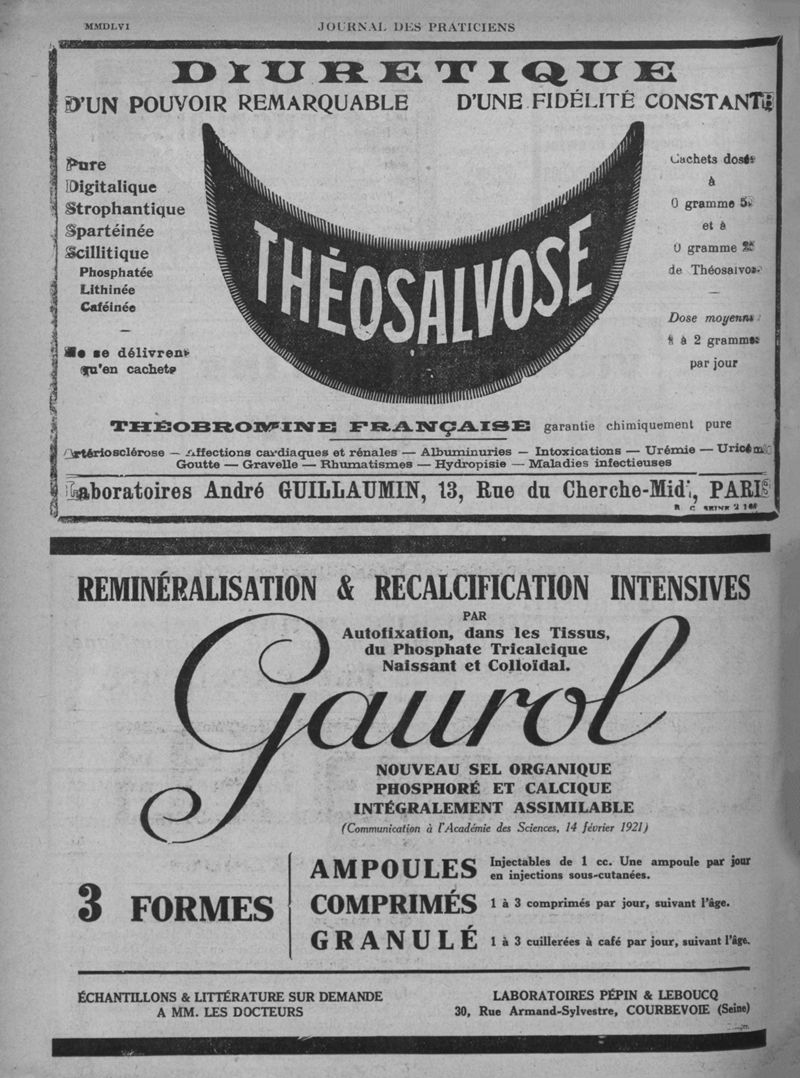 MMDLVI
JOURNAL DES PRATICIENS
DIURETIQUE
D'UN POUVOIR REMARQUABLE D'UNE FIDÉLITÉ CONSTANTE
Pure
Digitalique
Strophantique
Spartéinée
Scillitique
Phosphatée
Lithinée
Caféinée
—
Ne se délivrent
qu'en cachets
THÉOSALVOSE
Cachets dosés
à
0 gramme 5
et à
0 gramme 25
de Théosalvose
—
Dose moyenne :
1 à 2 grammes
par jour
THÉOBROMINE FRANÇAISE garantie chimiquement pure
Artériosclérose — Affections cardiaques et rénales — Albuminuries — Intoxications — Urémie — Uricémie
Goutte — Gravelle — Rhumatismes — Hydropisie — Maladies infectieuses
Laboratoires André GUILLAUMIN, 13, Rue du Cherche-Midi, PARIS
R. C. SEINE
REMINÉRALISATION & RECALCIFICATION INTENSIVES
PAR
Autofixation, dans les Tissus,
du Phosphate Tricalcique
Naissant et Colloïdal.
Gaurol
NOUVEAU SEL ORGANIQUE
PHOSPHORÉ ET CALCIQUE
INTÉGRALEMENT ASSIMILABLE
(Communication à l'Académie des Sciences, 14 février 1921)
3 FORMES
AMPOULES Injectables de 1 cc. Une ampoule par jour
en injections sous-cutanées.
COMPRIMÉS 1 à 3 comprimés par jour, suivant l'âge.
GRANULÉ 1 à 3 cuillerées à café par jour, suivant l'âge.
ÉCHANTILLONS & LITTÉRATURE SUR DEMANDE
A MM. LES DOCTEURS
LABORATOIRES PÉPIN & LEBOUCQ
30, Rue Armand-Sylvestre, COURBEVOIE (Seine)